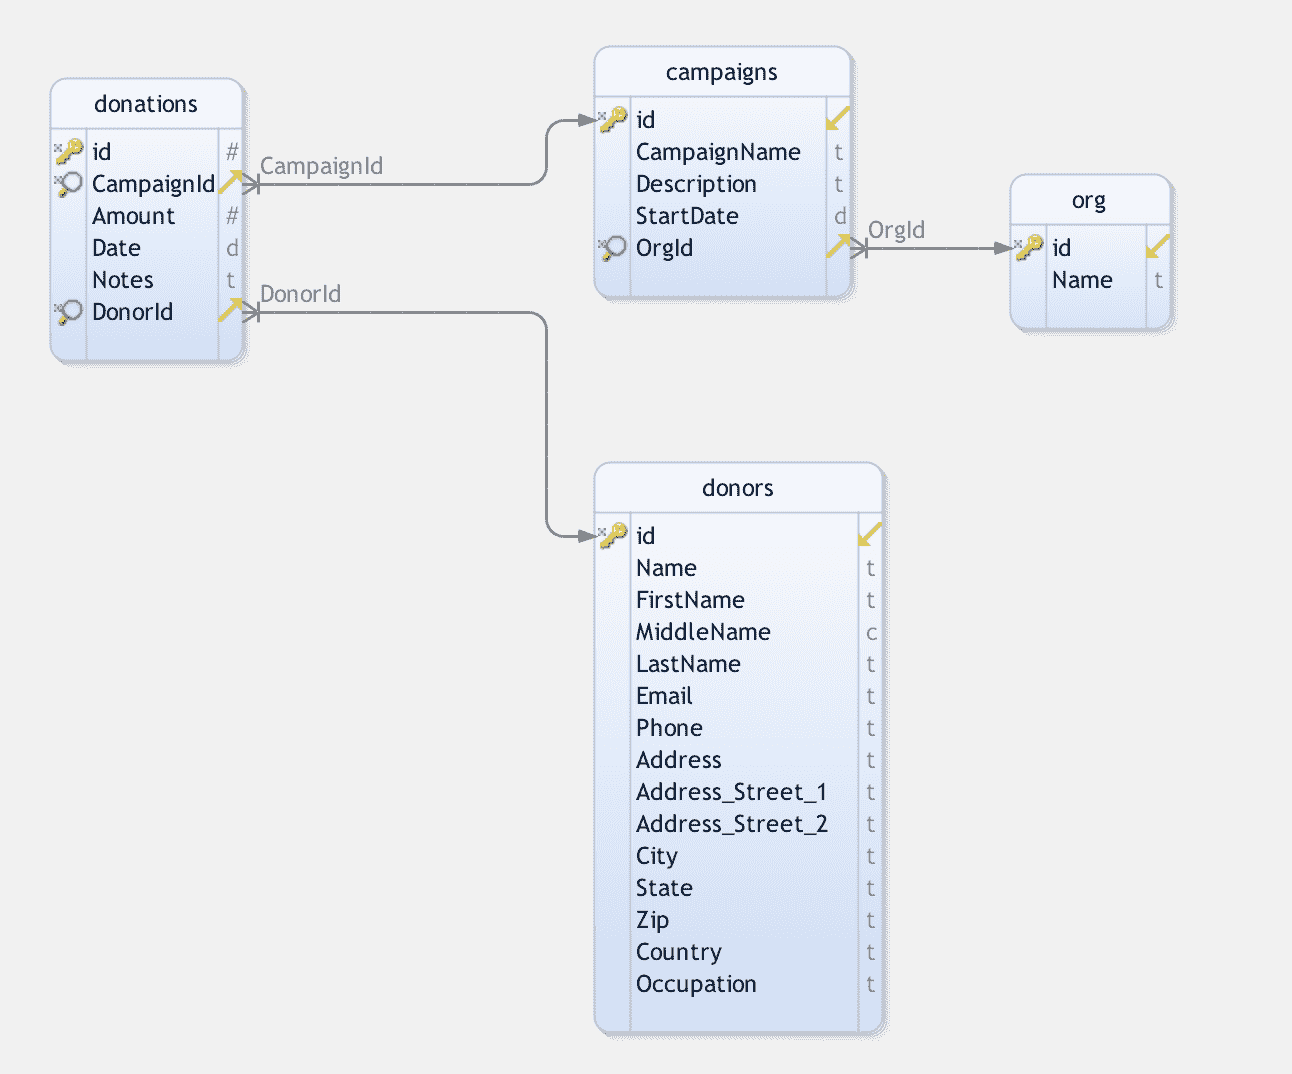 donations
id #
CampaignId
Amount #
Date d
Notes t
DonorId
CampaignId
DonorId
campaigns
id
CampaignName t
Description t
StartDate d
OrgId
OrgId
org
id
Name t
donors
id
Name t
FirstName t
MiddleName c
LastName t
Email t
Phone t
Address t
Address_Street_1 t
Address_Street_2 t
City t
State t
Zip t
Country t
Occupation t